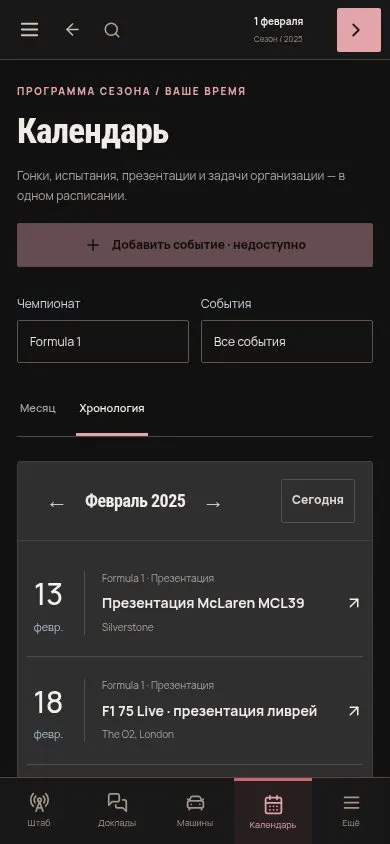 1 февраля
Сезон / 2025
ПРОГРАММА СЕЗОНА / ВАШЕ ВРЕМЯ
Календарь
Гонки, испытания, презентации и задачи организации — в
одном расписании.
+ Добавить событие · недоступно
Чемпионат
События
Formula 1
Все события
Месяц
Хронология
← Февраль 2025 →
Сегодня
Formula 1 · Презентация
13
Презентация McLaren MCL39
февр.
Silverstone
Formula 1 · Презентация
18
F1 75 Live · презентация ливрей
февр.
The O2, London
Штаб
Доклады
Машины
Календарь
Ещё